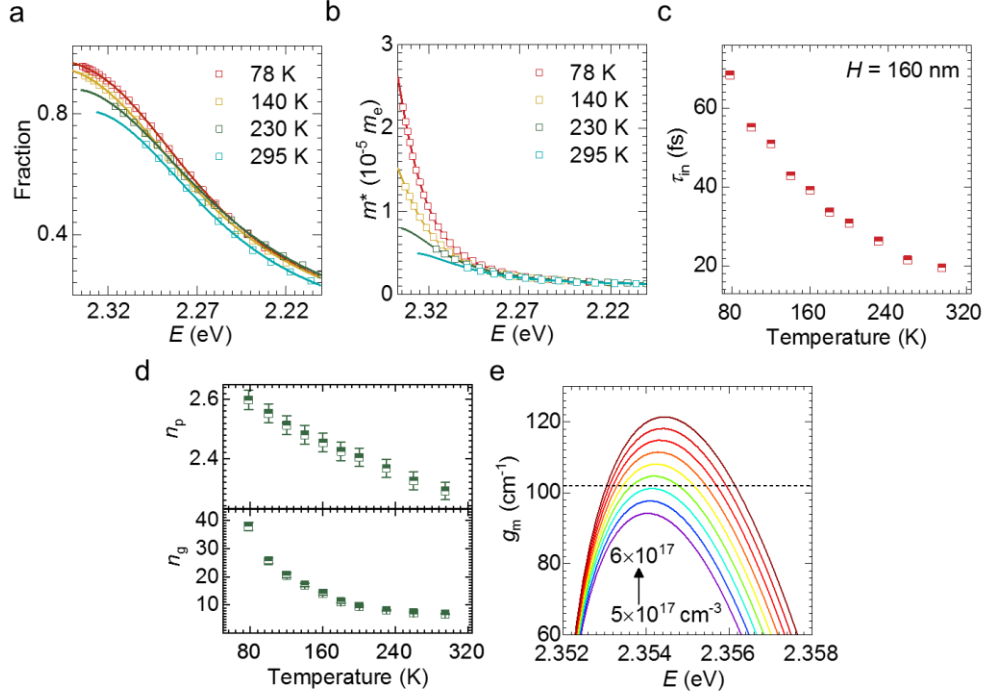 a
Fraction
0.8
0.4
2.32
2.27
2.22
E (eV)
78 K
140 K
230 K
295 K
b
m* (10⁻⁵ mₑ)
3
2
1
0
2.32
2.27
2.22
E (eV)
78 K
140 K
230 K
295 K
c
τin (fs)
60
40
20
80
160
240
320
Temperature (K)
H = 160 nm
d
np
2.6
2.4
ng
40
30
20
10
80
160
240
320
Temperature (K)
e
gm (cm⁻¹)
120
100
80
60
2.352
2.354
2.356
2.358
E (eV)
6×10¹⁷
5×10¹⁷ cm⁻³